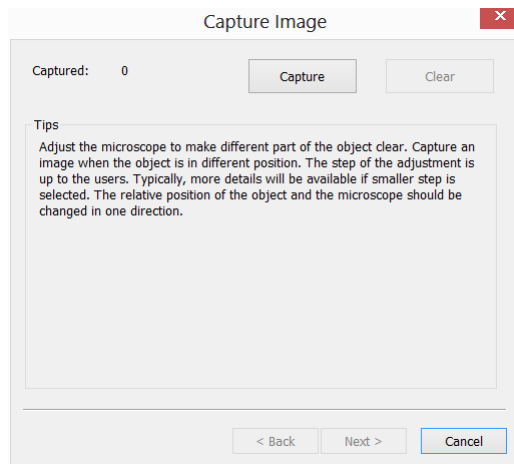 Capture Image
Captured: 0 Capture Clear
Tips
Adjust the microscope to make different part of the object clear. Capture an
image when the object is in different position. The step of the adjustment is
up to the users. Typically, more details will be available if smaller step is
selected. The relative position of the object and the microscope should be
changed in one direction.
< Back Next > Cancel